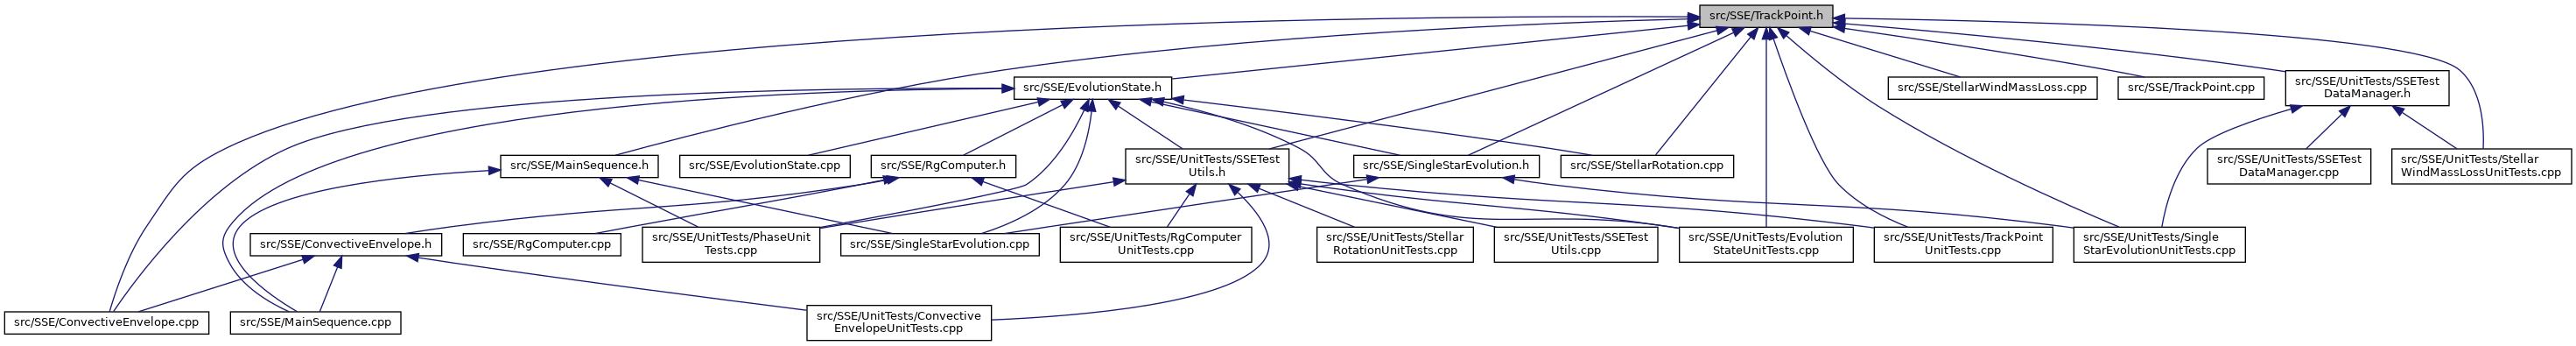 src/SSE/TrackPoint.h
src/SSE/EvolutionState.h
src/SSE/StellarWindMassLoss.cpp
src/SSE/TrackPoint.cpp
src/SSE/UnitTests/SSETest
DataManager.h
src/SSE/MainSequence.h
src/SSE/EvolutionState.cpp
src/SSE/RgComputer.h
src/SSE/UnitTests/SSETest
Utils.h
src/SSE/SingleStarEvolution.h
src/SSE/StellarRotation.cpp
src/SSE/UnitTests/SSETest
DataManager.cpp
src/SSE/UnitTests/Stellar
WindMassLossUnitTests.cpp
src/SSE/ConvectiveEnvelope.h
src/SSE/RgComputer.cpp
src/SSE/UnitTests/PhaseUnit
Tests.cpp
src/SSE/SingleStarEvolution.cpp
src/SSE/UnitTests/RgComputer
UnitTests.cpp
src/SSE/UnitTests/Stellar
RotationUnitTests.cpp
src/SSE/UnitTests/SSETest
Utils.cpp
src/SSE/UnitTests/Evolution
StateUnitTests.cpp
src/SSE/UnitTests/TrackPoint
UnitTests.cpp
src/SSE/UnitTests/Single
StarEvolutionUnitTests.cpp
src/SSE/ConvectiveEnvelope.cpp
src/SSE/MainSequence.cpp
src/SSE/UnitTests/Convective
EnvelopeUnitTests.cpp